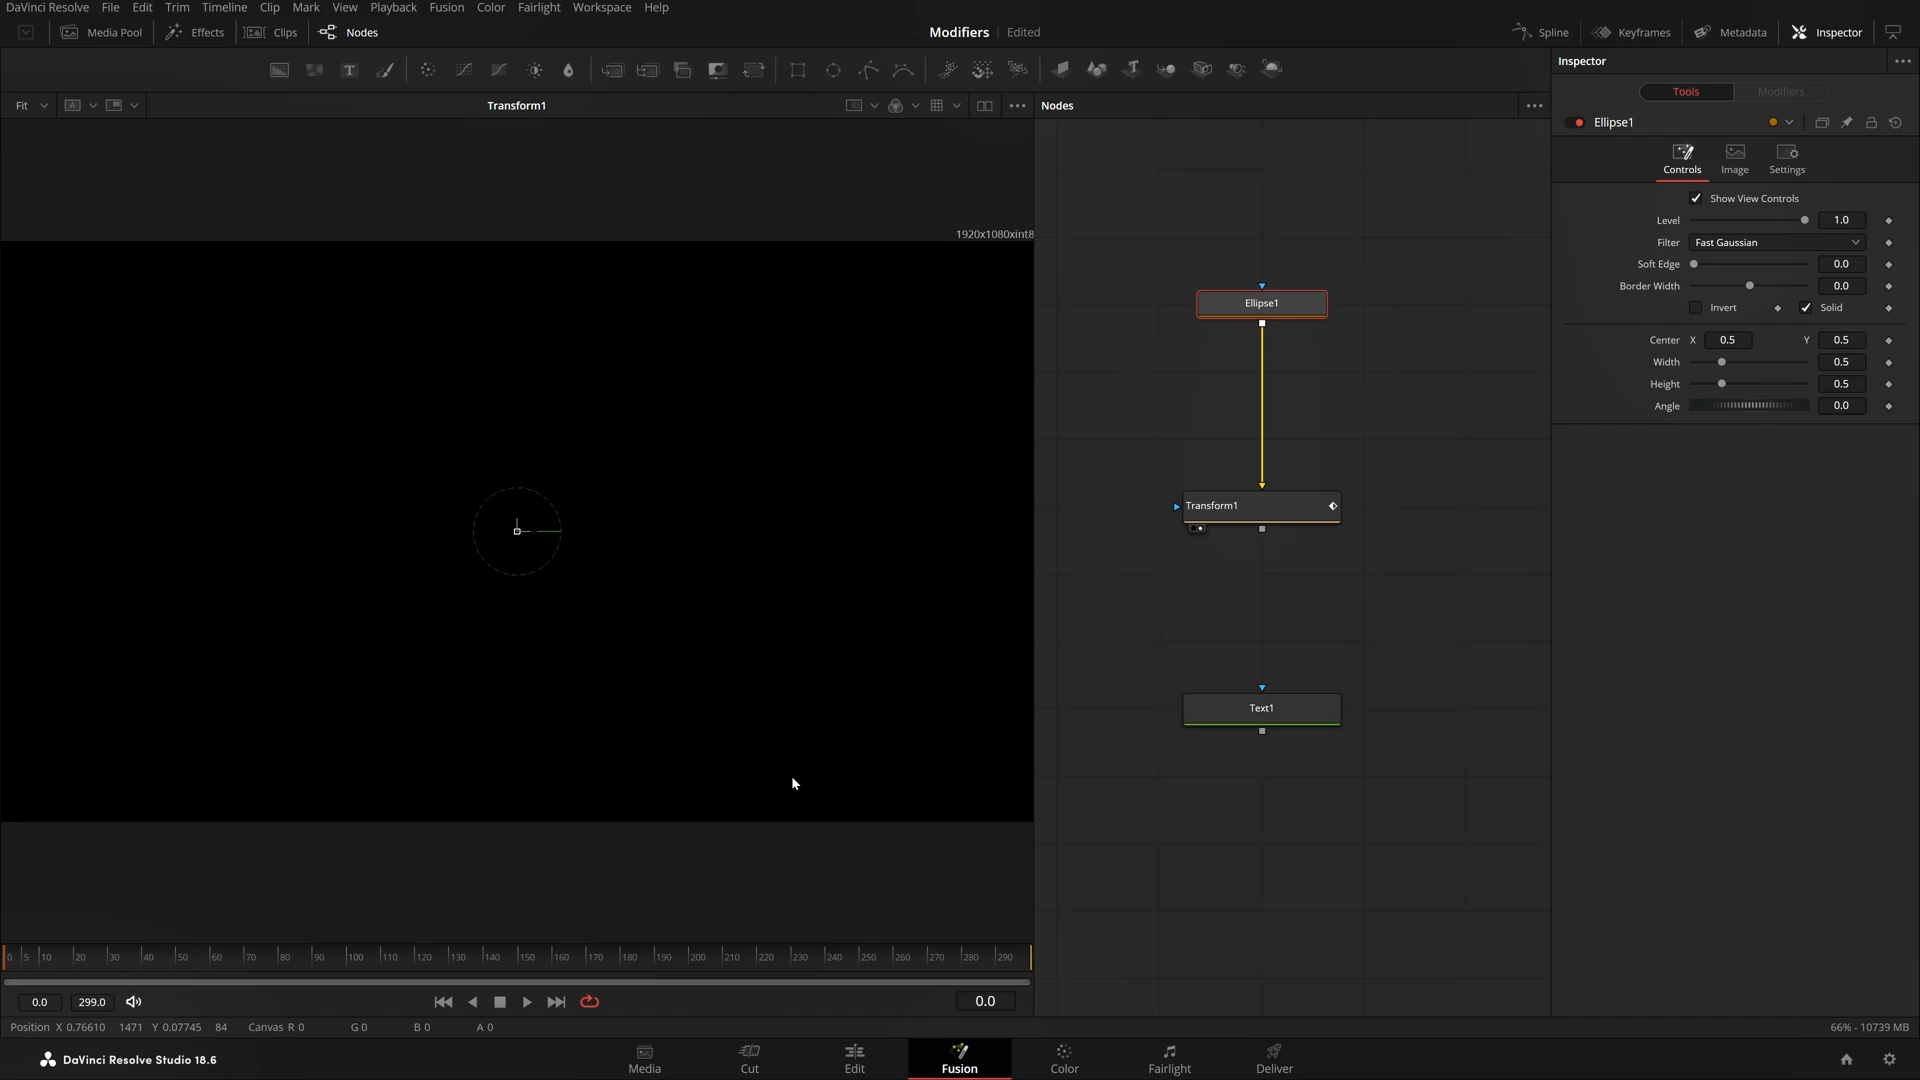 DaVinci Resolve File Edit Trim Timeline Clip Mark View Playback Fusion Color Fairlight Workspace Help
Media Pool Effects Clips Nodes Modifiers Edited Spline Keyframes Metadata Inspector
T T
Inspector
Tools Modifiers
Fit A Transform1 Nodes
Ellipse1
Controls Image Settings
Show View Controls
Level 1.0
Filter Fast Gaussian
Soft Edge 0.0
Border Width 0.0
Invert Solid
Center X 0.5 Y 0.5
Width 0.5
Height 0.5
Angle 0.0
1920x1080xint8
Ellipse1
Transform1
Text1
0 5 10 20 30 40 50 60 70 80 90 100 110 120 130 140 150 160 170 180 190 200 210 220 230 240 250 260 270 280 290
0.0 299.0 0.0
Position X 0.76610 1471 Y 0.07745 84 Canvas R 0 G 0 B 0 A 0 66% - 10739 MB
DaVinci Resolve Studio 18.6
Media Cut Edit Fusion Color Fairlight Deliver